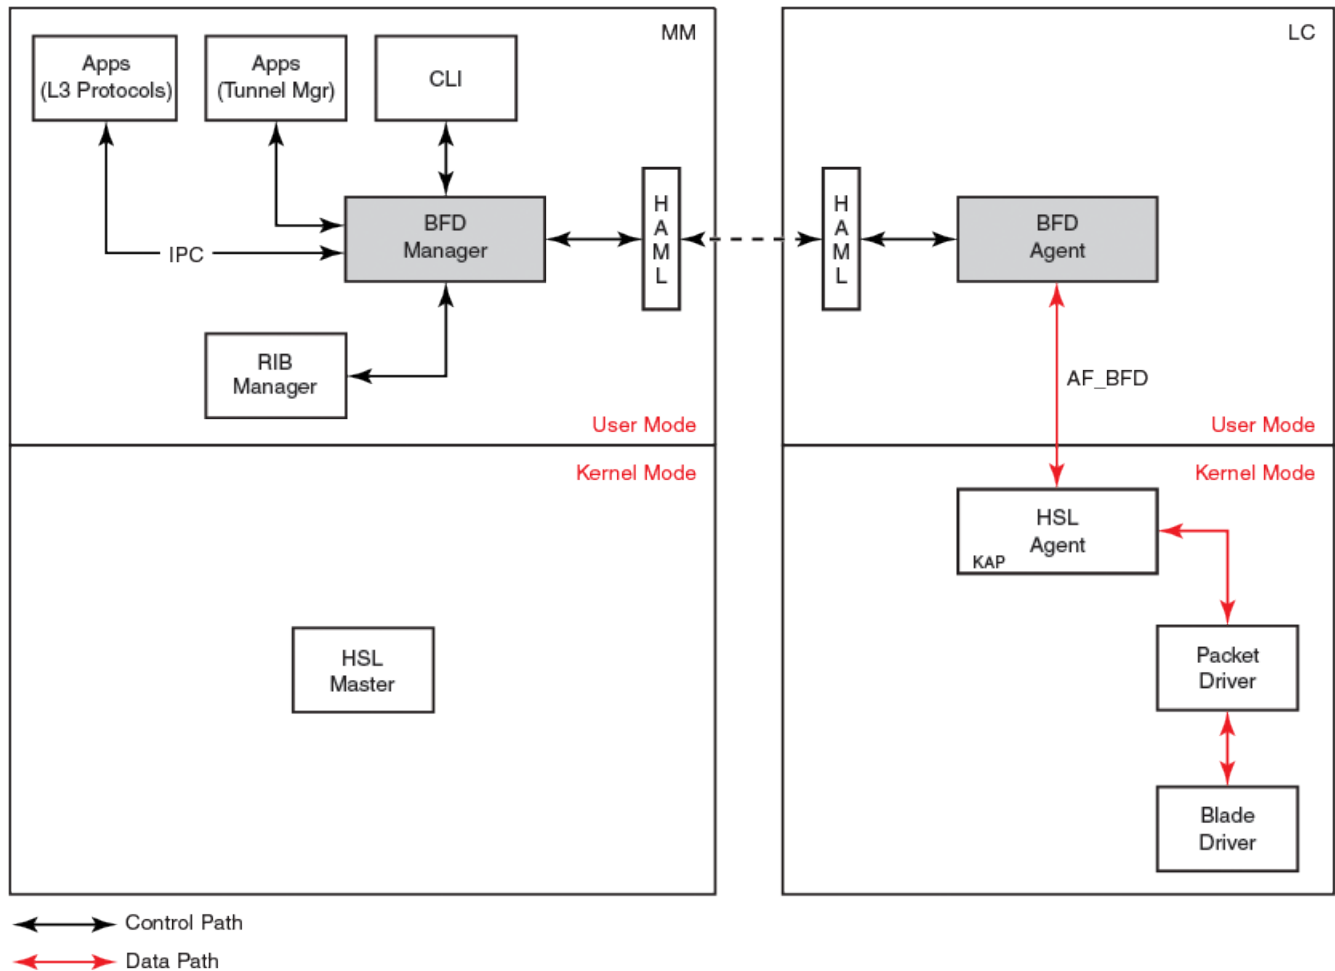 MM
Apps
(L3 Protocols)
Apps
(Tunnel Mgr)
CLI
BFD
Manager
H
A
M
L
IPC
RIB
Manager
User Mode
Kernel Mode
HSL
Master
LC
H
A
M
L
BFD
Agent
AF_BFD
User Mode
Kernel Mode
HSL
Agent
KAP
Packet
Driver
Blade
Driver
Control Path
Data Path